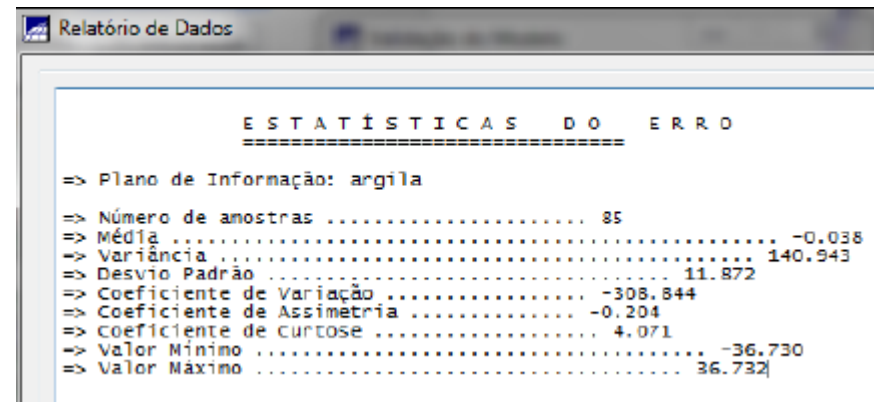 Relatório de Dados
E S T A T Í S T I C A S D O E R R O
================================
=> Plano de Informação: argila
=> Número de amostras ...................... 85
=> Média .................................................. -0.038
=> Variância ............................................. 140.943
=> Desvio Padrão .................................. 11.872
=> Coeficiente de Variação ................. -308.844
=> Coeficiente de Assimetria .............. -0.204
=> Coeficiente de Curtose ................... 4.071
=> Valor Mínimo ...................................... -36.730
=> Valor Máximo .................................... 36.732